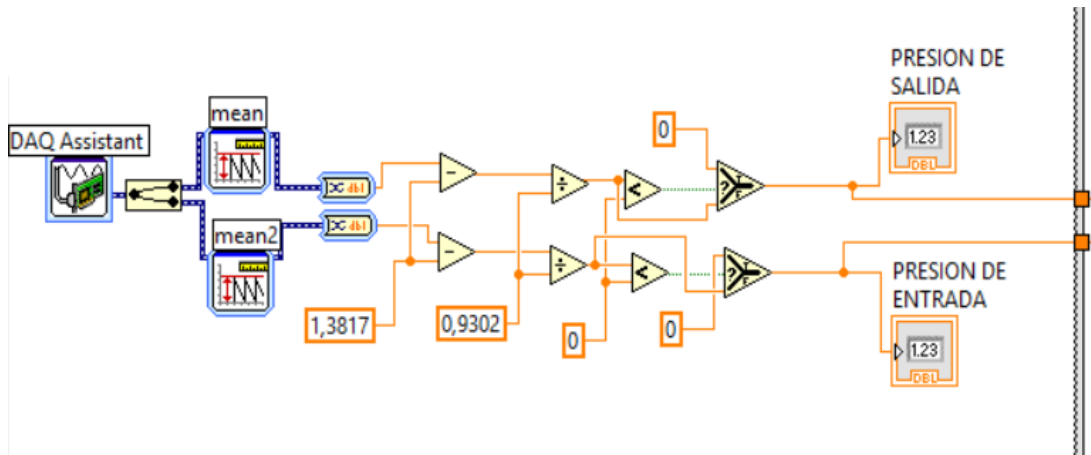 PRESION DE
SALIDA
mean
DAQ Assistant
0
1.23
DBL
dbl
dbl
mean2
PRESION DE
ENTRADA
1,3817
0,9302
0
0
1.23
DBL